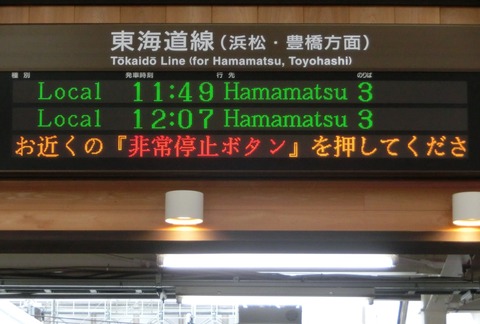 東海道線(浜松・豊橋方面)
Tōkaidō Line (for Hamamatsu, Toyohashi)
種別 発車時刻 行先 のりば
Local 11:49 Hamamatsu 3
Local 12:07 Hamamatsu 3
お近くの『非常停止ボタン』を押してくださ